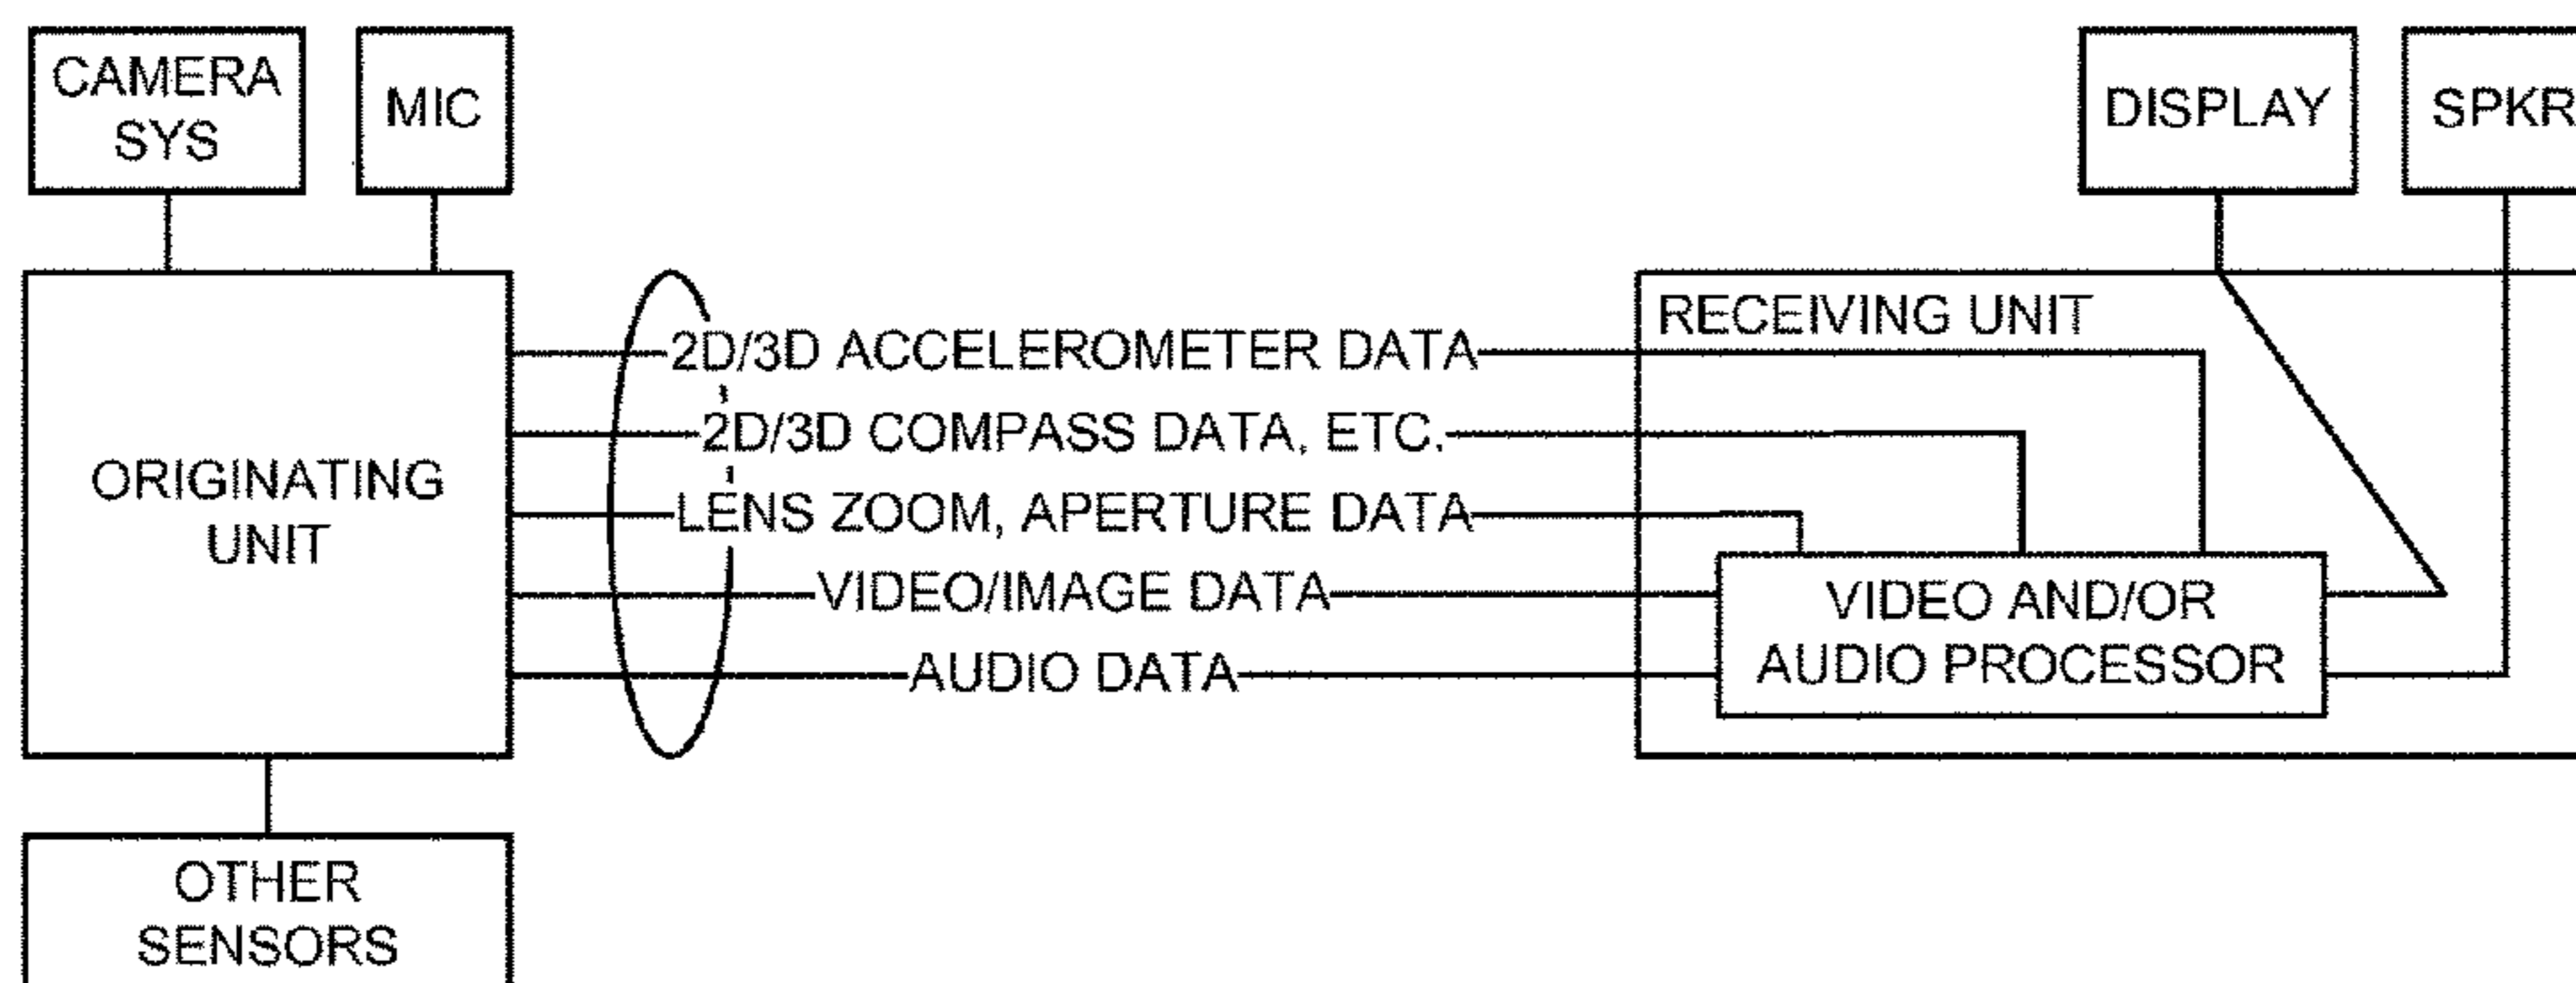 CAMERA
SYS
MIC
DISPLAY
SPKR
RECEIVING UNIT
2D/3D ACCELEROMETER DATA
2D/3D COMPASS DATA, ETC.
ORIGINATING
UNIT
LENS ZOOM, APERTURE DATA
VIDEO/IMAGE DATA
AUDIO DATA
VIDEO AND/OR
AUDIO PROCESSOR
OTHER
SENSORS